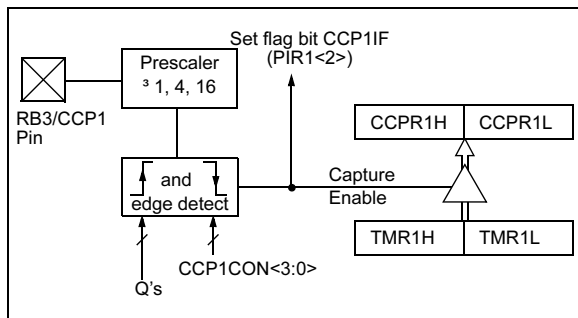 Set flag bit CCP1IF
(PIR1<2>)
Prescaler
³ 1, 4, 16
RB3/CCP1
Pin
CCPR1H
CCPR1L
and
edge detect
Capture
Enable
TMR1H
TMR1L
CCP1CON<3:0>
Q's